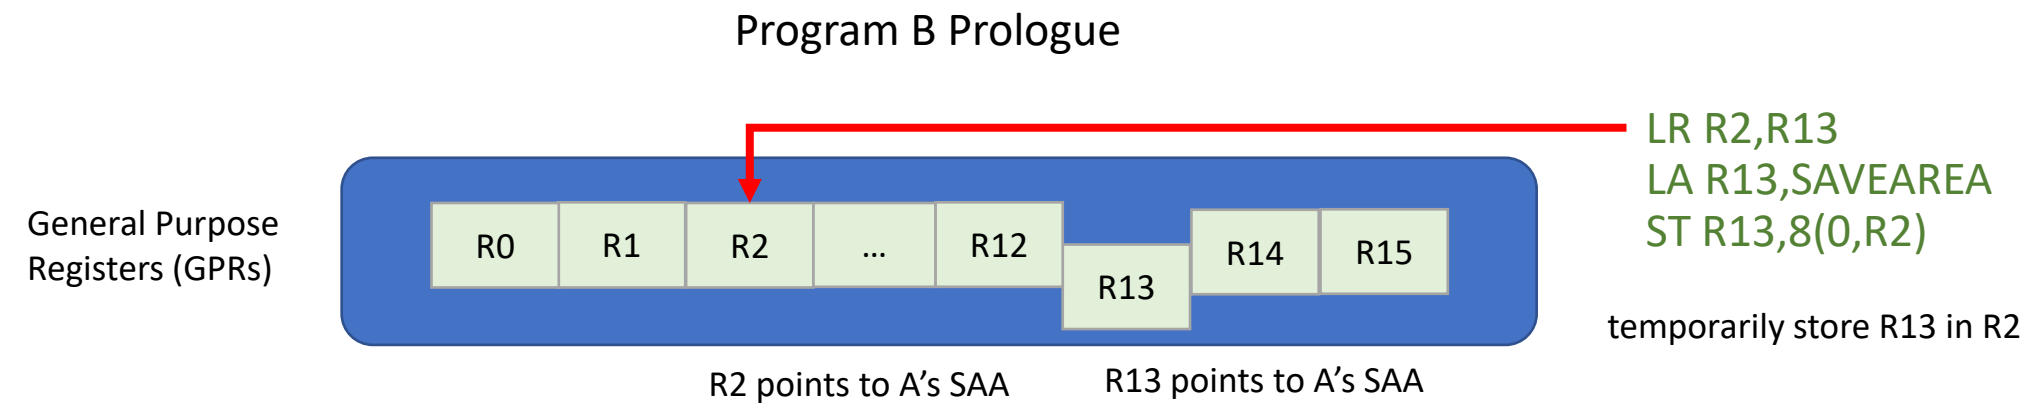 Program B Prologue
LR R2,R13
LA R13,SAVEAREA
ST R13,8(0,R2)
General Purpose
Registers (GPRs)
R0 R1 R2 ... R12 R13 R14 R15
temporarily store R13 in R2
R2 points to A’s SAA
R13 points to A’s SAA